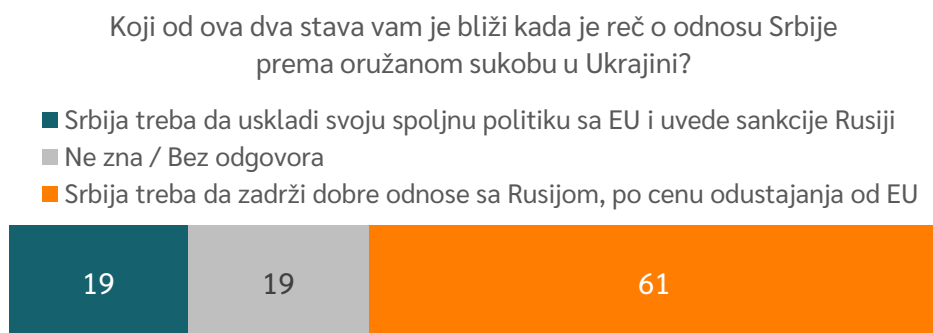 Koji od ova dva stava vam je bliži kada je reč o odnosu Srbije
prema oružanom sukobu u Ukrajini?
Srbija treba da uskladi svoju spoljnu politiku sa EU i uvede sankcije Rusiji
Ne zna / Bez odgovora
Srbija treba da zadrži dobre odnose sa Rusijom, po cenu odustajanja od EU
19 19 61